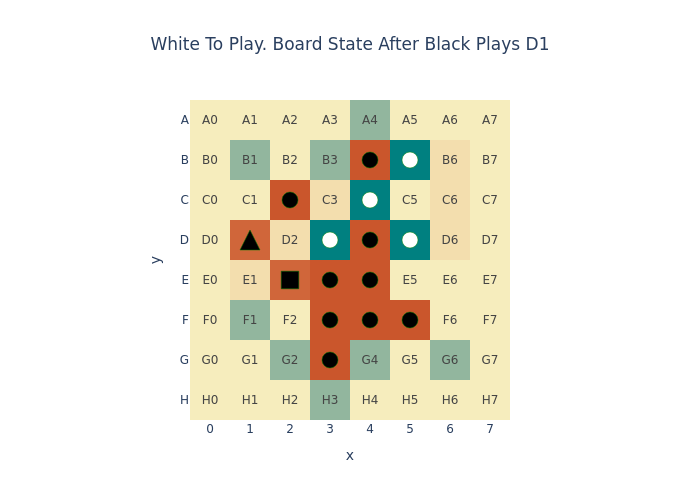 White To Play. Board State After Black Plays D1
A A0 A1 A2 A3 A4 A5 A6 A7
B B0 B1 B2 B3 B6 B7
C C0 C1 C3 C5 C6 C7
D D0 D2 D6 D7
y
E E0 E1 E5 E6 E7
F F0 F1 F2 F6 F7
G G0 G1 G2 G4 G5 G6 G7
H H0 H1 H2 H3 H4 H5 H6 H7
0 1 2 3 4 5 6 7
x